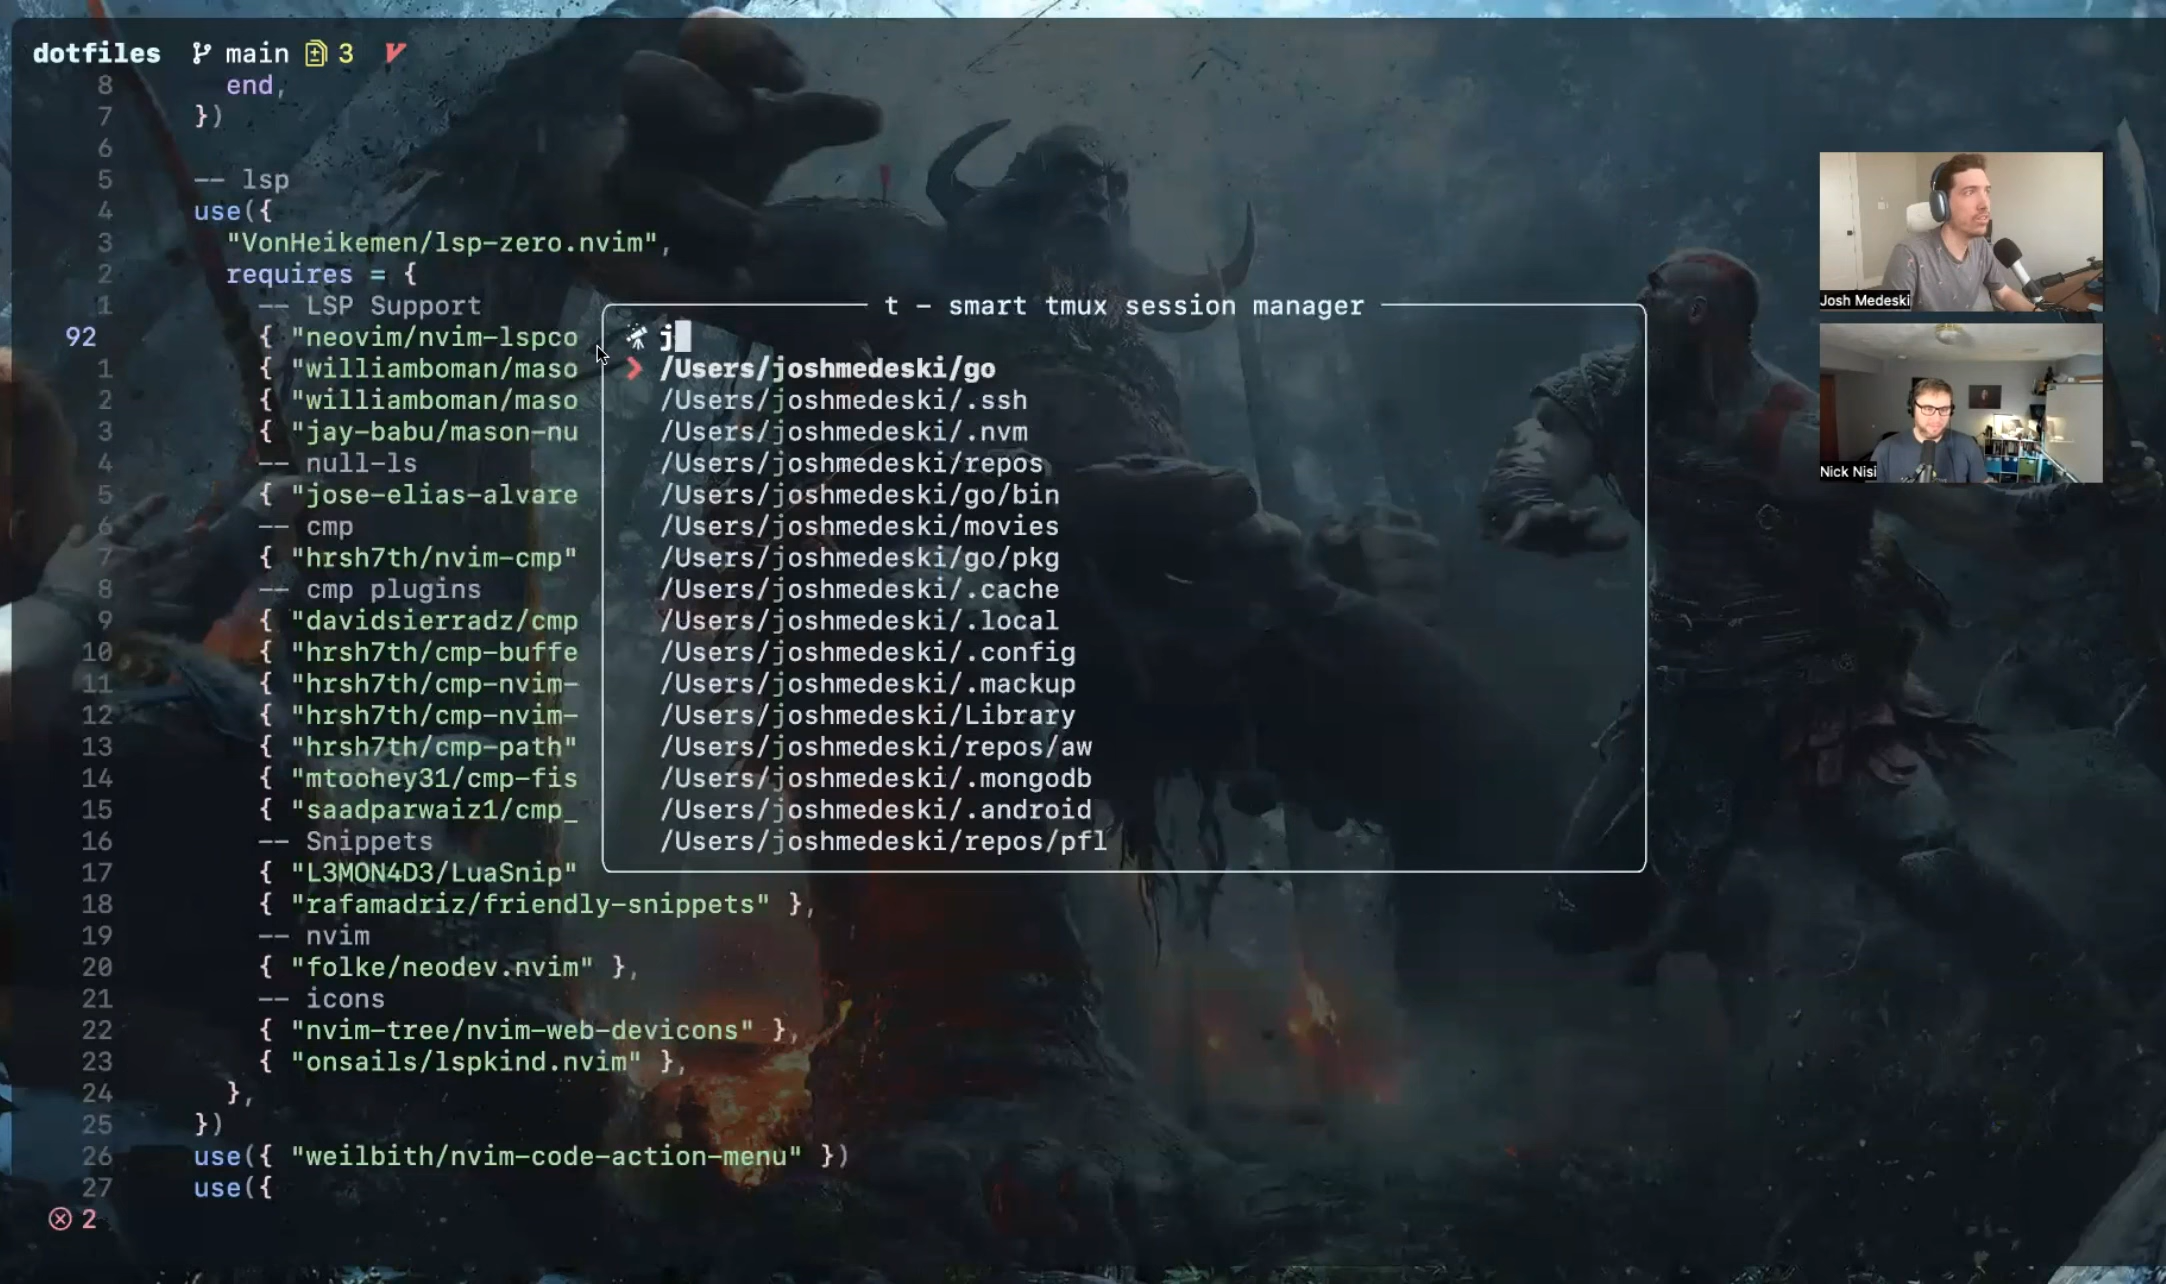 dotfiles main 3
8 end,
7 })
6
5 -- lsp
4 use({
3 "VonHeikemen/lsp-zero.nvim",
2 requires = {
1 -- LSP Support
92 { "neovim/nvim-lspco
1 { "williamboman/maso
2 { "williamboman/maso
3 { "jay-babu/mason-nu
4 -- null-ls
5 { "jose-elias-alvare
6 -- cmp
7 { "hrsh7th/nvim-cmp"
8 -- cmp plugins
9 { "davidsierradz/cmp
10 { "hrsh7th/cmp-buffe
11 { "hrsh7th/cmp-nvim-
12 { "hrsh7th/cmp-nvim-
13 { "hrsh7th/cmp-path"
14 { "mtoohey31/cmp-fis
15 { "saadparwaiz1/cmp_
16 -- Snippets
17 { "L3MON4D3/LuaSnip"
18 { "rafamadriz/friendly-snippets" },
19 -- nvim
20 { "folke/neodev.nvim" },
21 -- icons
22 { "nvim-tree/nvim-web-devicons" },
23 { "onsails/lspkind.nvim" },
24 },
25 })
26 use({ "weilbith/nvim-code-action-menu" })
27 use({
2
t – smart tmux session manager
j
/Users/joshmedeski/go
/Users/joshmedeski/.ssh
/Users/joshmedeski/.nvm
/Users/joshmedeski/repos
/Users/joshmedeski/go/bin
/Users/joshmedeski/movies
/Users/joshmedeski/go/pkg
/Users/joshmedeski/.cache
/Users/joshmedeski/.local
/Users/joshmedeski/.config
/Users/joshmedeski/.mackup
/Users/joshmedeski/Library
/Users/joshmedeski/repos/aw
/Users/joshmedeski/.mongodb
/Users/joshmedeski/.android
/Users/joshmedeski/repos/pfl
Josh Medeski
Nick Nisi